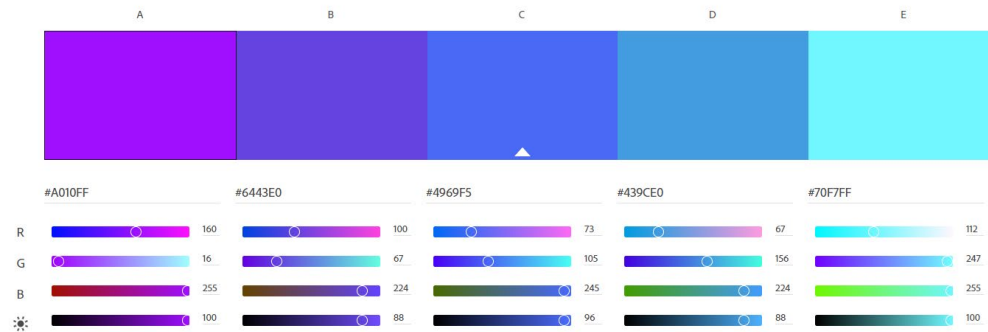 A B C D E
#A010FF #6443E0 #4969F5 #439CE0 #70F7FF
R 160 100 73 67 112
G 16 67 105 156 247
B 255 224 245 224 255
100 88 96 88 100